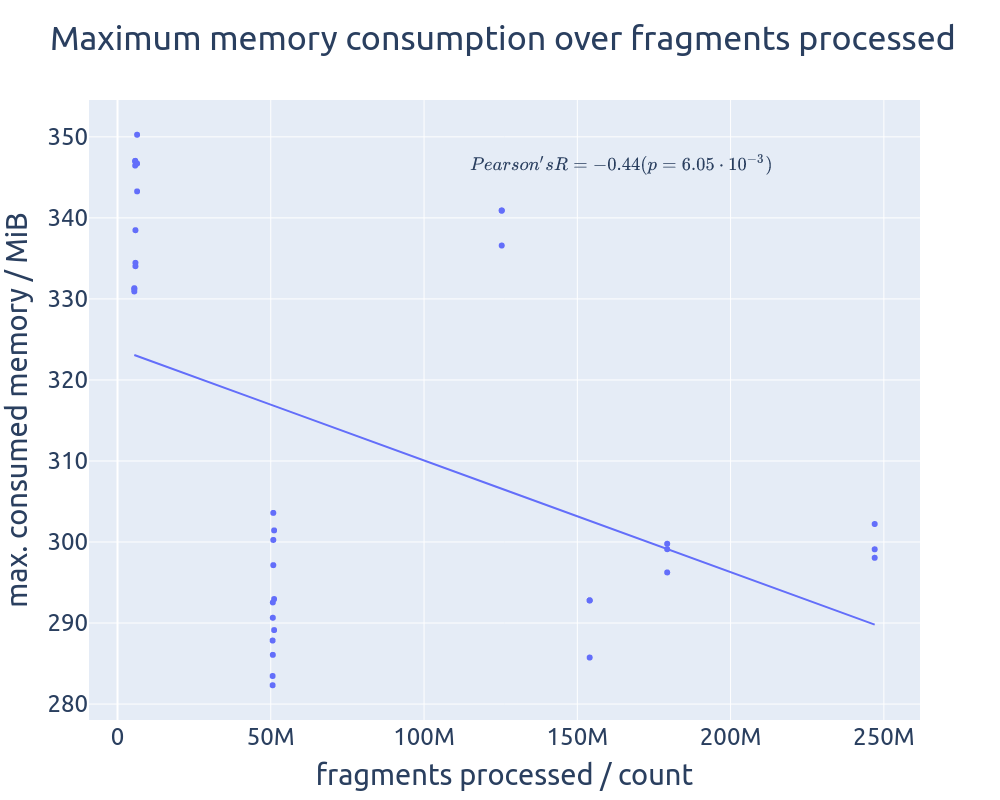 Maximum memory consumption over fragments processed
350
Pearson'sR = −0.44(p = 6.05 · 10⁻³)
340
330
320
310
300
290
280
max. consumed memory / MiB
0 50M 100M 150M 200M 250M
fragments processed / count